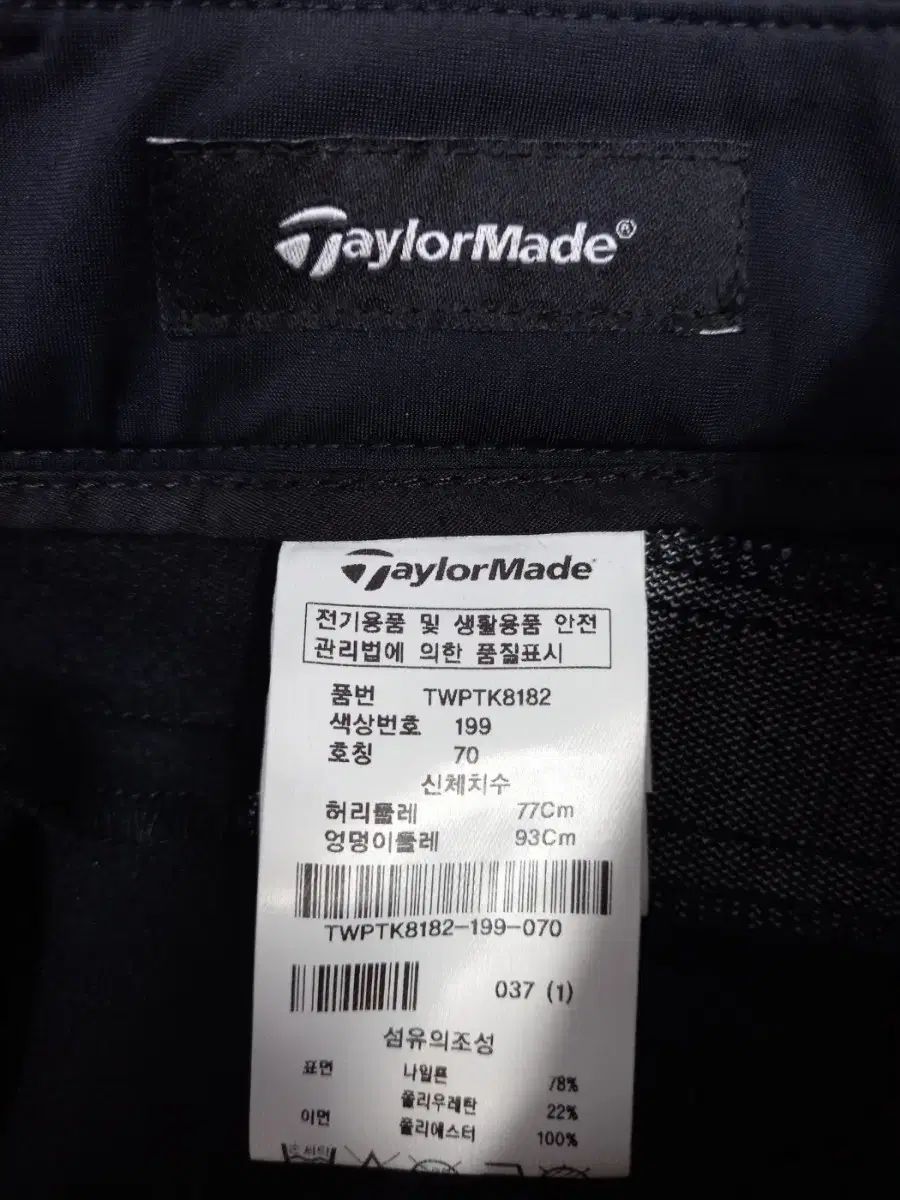 TaylorMade®
TaylorMade
전기용품 및 생활용품 안전
관리법에 의한 품질표시
품번 TWPTK8182
색상번호 199
호칭 70
신체치수
허리둘레 77Cm
엉덩이둘레 93Cm
TWPTK8182-199-070
037 (1)
섬유의조성
표면 나일론 78%
폴리우레탄 22%
이면 폴리에스터 100%